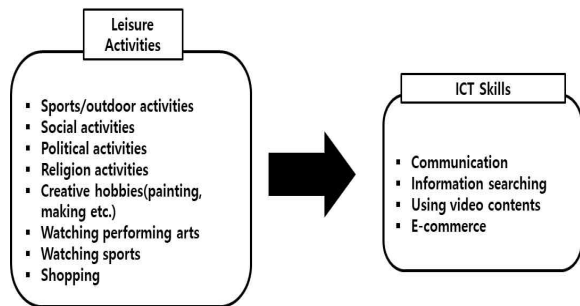 Leisure
Activities
▪ Sports/outdoor activities
▪ Social activities
▪ Political activities
▪ Religion activities
▪ Creative hobbies(painting,
making etc.)
▪ Watching performing arts
▪ Watching sports
▪ Shopping
ICT Skills
▪ Communication
▪ Information searching
▪ Using video contents
▪ E-commerce